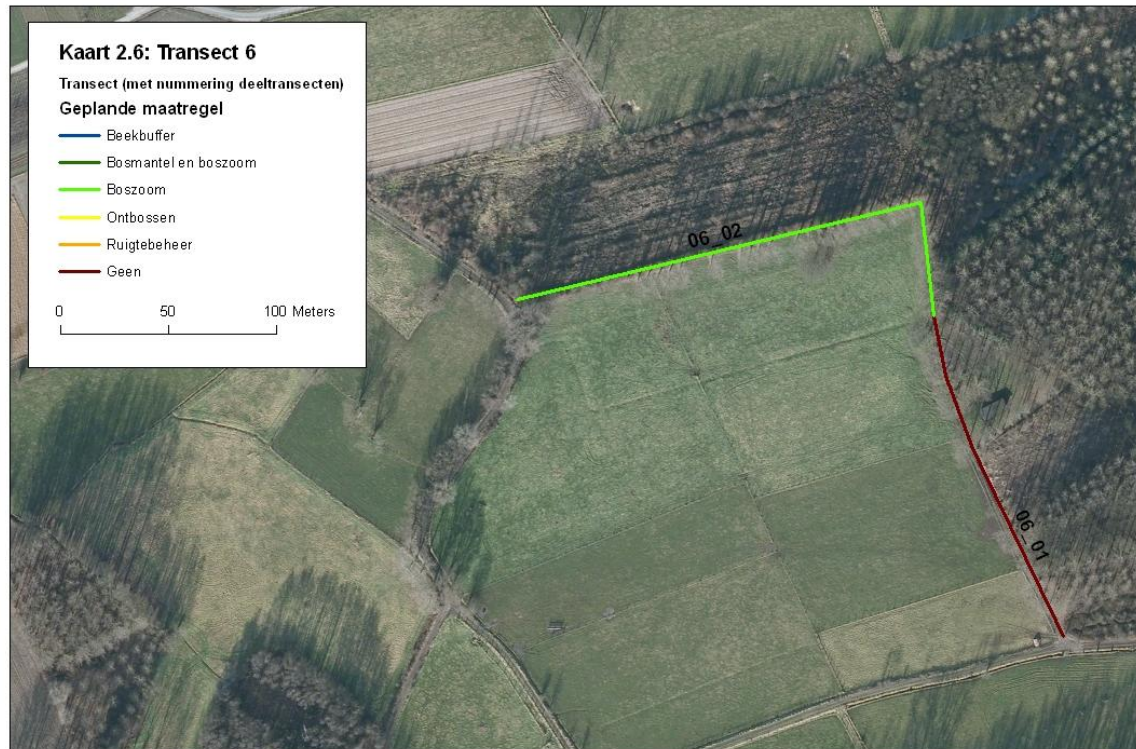 Kaart 2.6: Transect 6
Transect (met nummering deeltransecten)
Geplande maatregel
Beekbuffer
Bosmantel en boszoom
Boszoom
Ontbossen
Ruigtebeheer
Geen
0 50 100 Meters
06_02
06_01